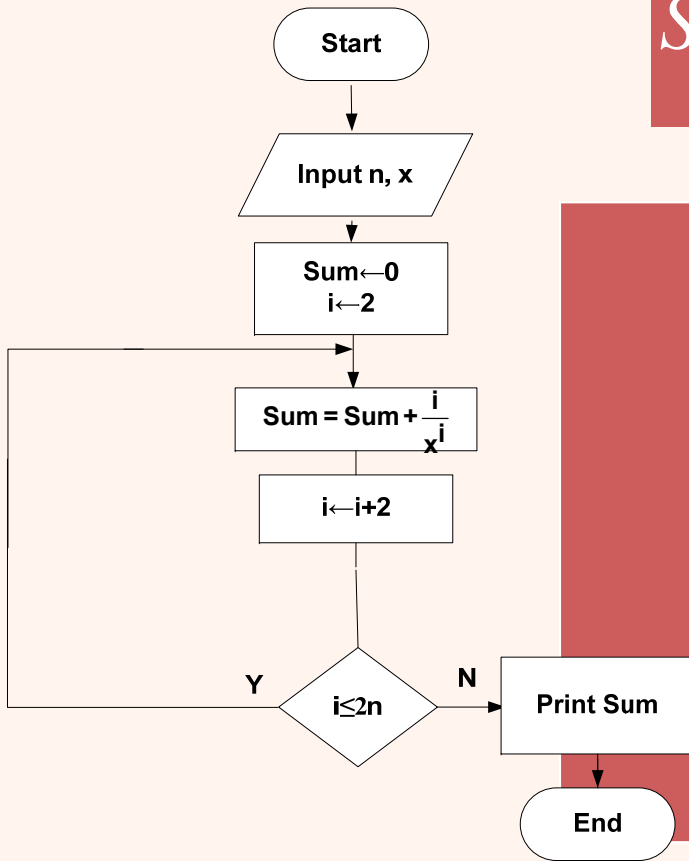 Start
S
Input n, x
Sum←0
i←2
Sum = Sum + i/x^i
i←i+2
Y
i≤2n
N
Print Sum
End